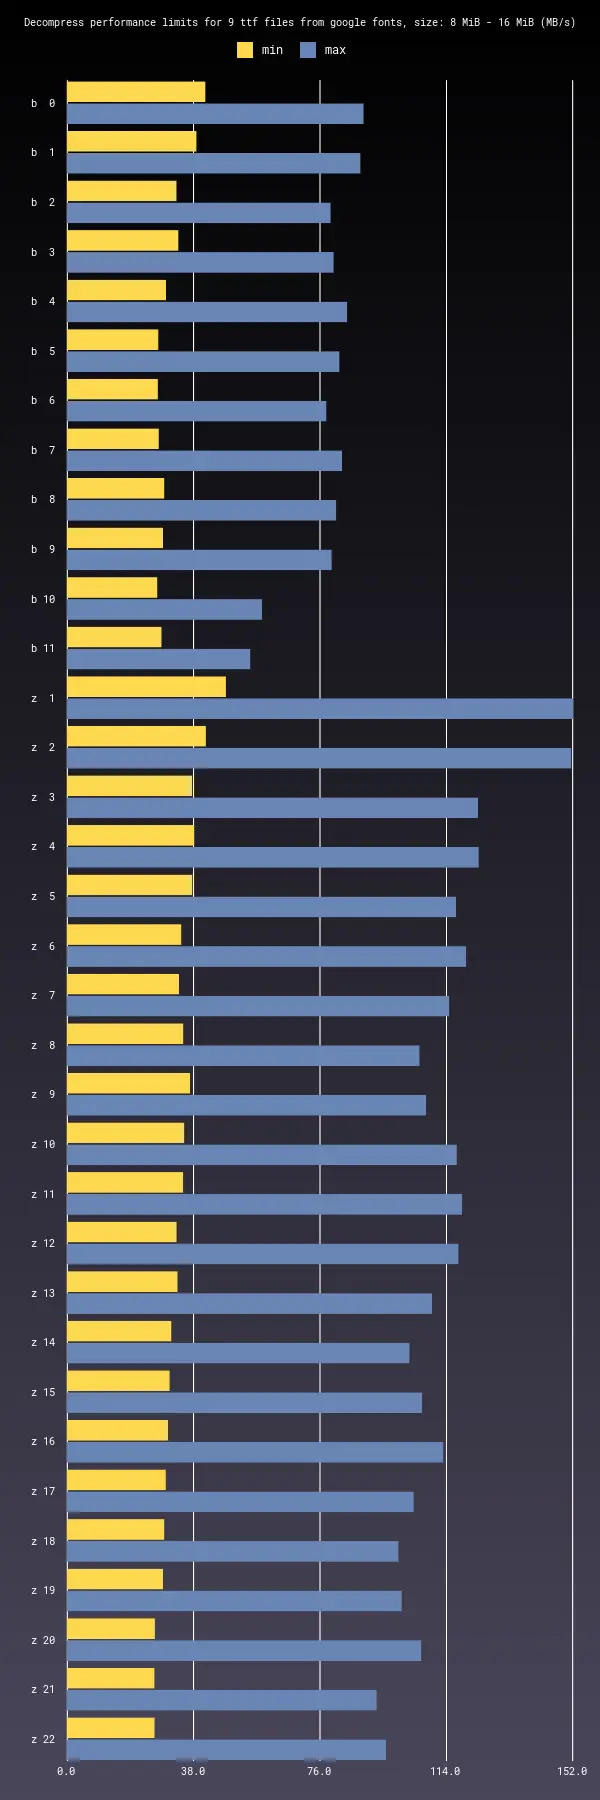 Decompress performance limits for 9 ttf files from google fonts, size: 8 MiB - 16 MiB (MB/s)
min max
b 0
b 1
b 2
b 3
b 4
b 5
b 6
b 7
b 8
b 9
b 10
b 11
z 1
z 2
z 3
z 4
z 5
z 6
z 7
z 8
z 9
z 10
z 11
z 12
z 13
z 14
z 15
z 16
z 17
z 18
z 19
z 20
z 21
z 22
0.0 38.0 76.0 114.0 152.0